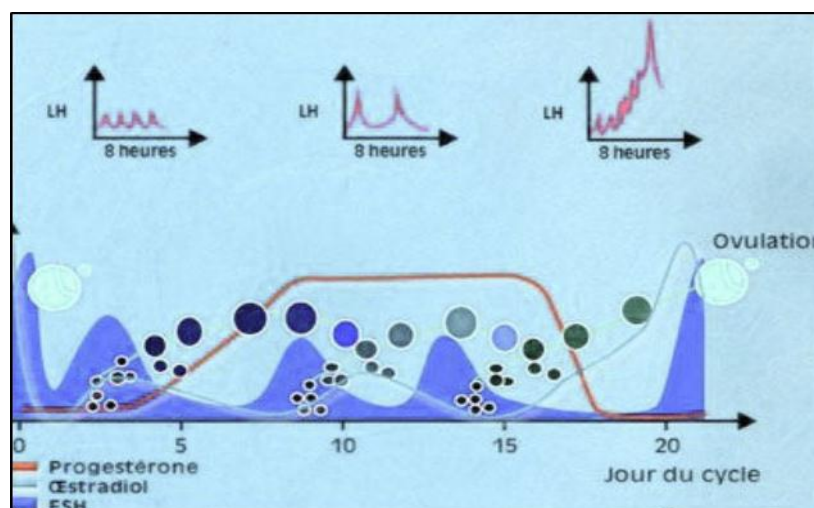 LH
8 heures
LH
8 heures
LH
8 heures
Ovulation
0 5 10 15 20
Jour du cycle
Progestérone
Œstradiol
FSH